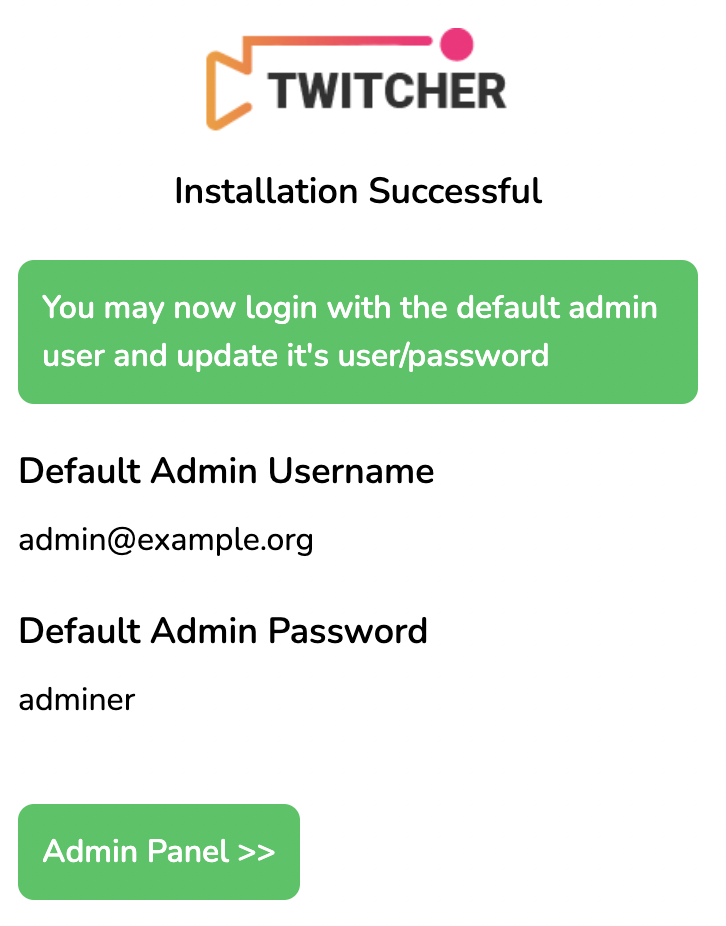 TWITCHER
Installation Successful
You may now login with the default admin
user and update it's user/password
Default Admin Username
admin@example.org
Default Admin Password
adminer
Admin Panel >>